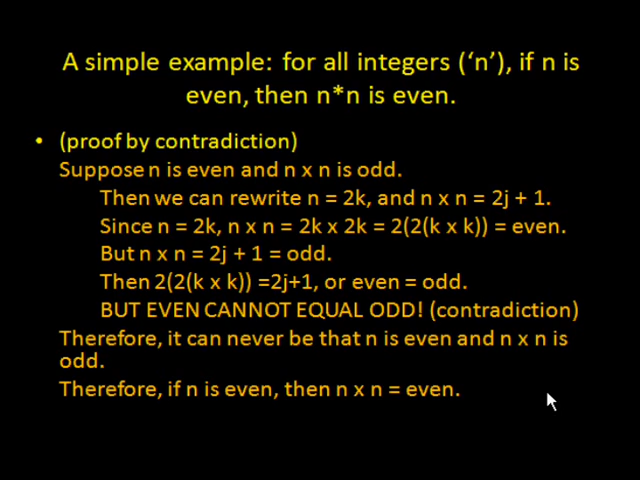 A simple example: for all integers (‘n’), if n is
even, then n*n is even.
• (proof by contradiction)
Suppose n is even and n x n is odd.
Then we can rewrite n = 2k, and n x n = 2j + 1.
Since n = 2k, n x n = 2k x 2k = 2(2(k x k)) = even.
But n x n = 2j + 1 = odd.
Then 2(2(k x k)) =2j+1, or even = odd.
BUT EVEN CANNOT EQUAL ODD! (contradiction)
Therefore, it can never be that n is even and n x n is
odd.
Therefore, if n is even, then n x n = even.